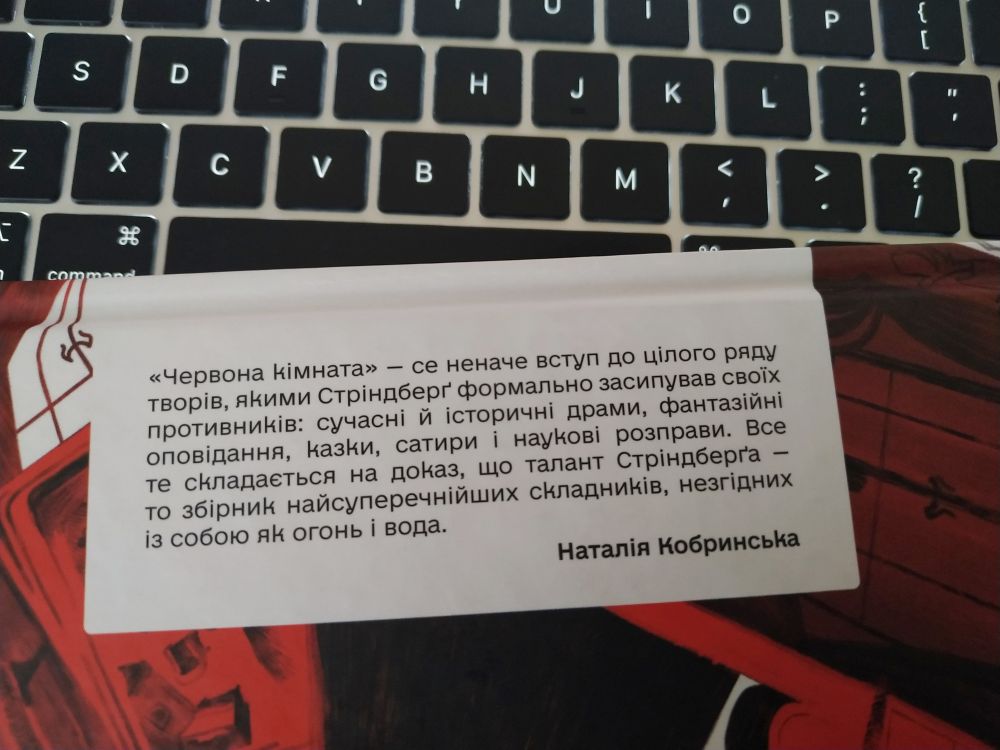 T Y U I O P { [
S D F G H J K L : ; " '
Z X C V B N M < , > . ? /
⌥ ⌘
command ⌘
«Червона кімната» – се неначе вступ до цілого ряду
творів, якими Стріндберґ формально засипував своїх
противників: сучасні й історичні драми, фантазійні
оповідання, казки, сатири і наукові розправи. Все
те складається на доказ, що талант Стріндберґа –
то збірник найсуперечнійших складників, незгідних
із собою як огонь і вода.
Наталія Кобринська